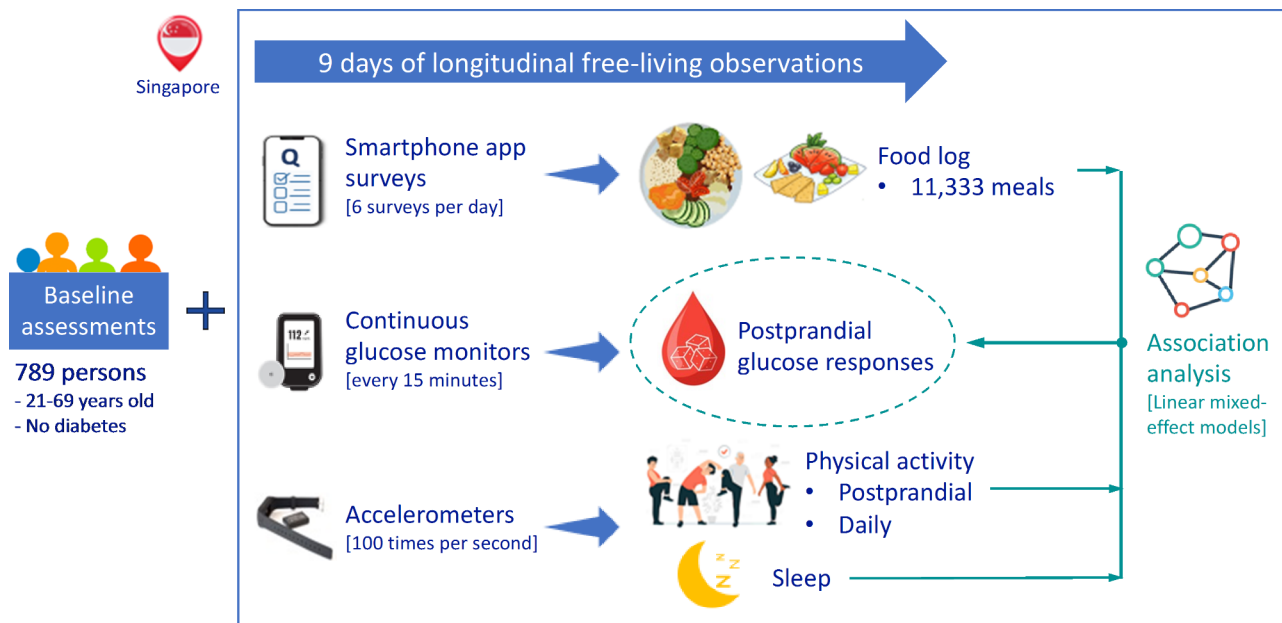 Singapore
9 days of longitudinal free-living observations
Q
Smartphone app
surveys
[6 surveys per day]
Food log
• 11,333 meals
Baseline
assessments
789 persons
- 21-69 years old
- No diabetes
+
112
Continuous
glucose monitors
[every 15 minutes]
Postprandial
glucose responses
Association
analysis
[Linear mixed-
effect models]
Accelerometers
[100 times per second]
Physical activity
• Postprandial
• Daily
Z
Z
Z
N
Sleep